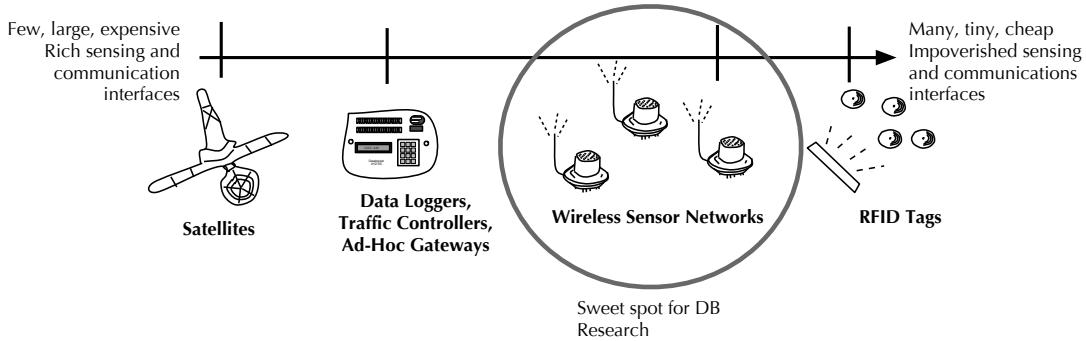 Few, large, expensive
Rich sensing and
communication
interfaces
Many, tiny, cheap
Impoverished sensing
and communications
interfaces
Satellites
Data Loggers,
Traffic Controllers,
Ad-Hoc Gateways
Wireless Sensor Networks
RFID Tags
Sweet spot for DB
Research